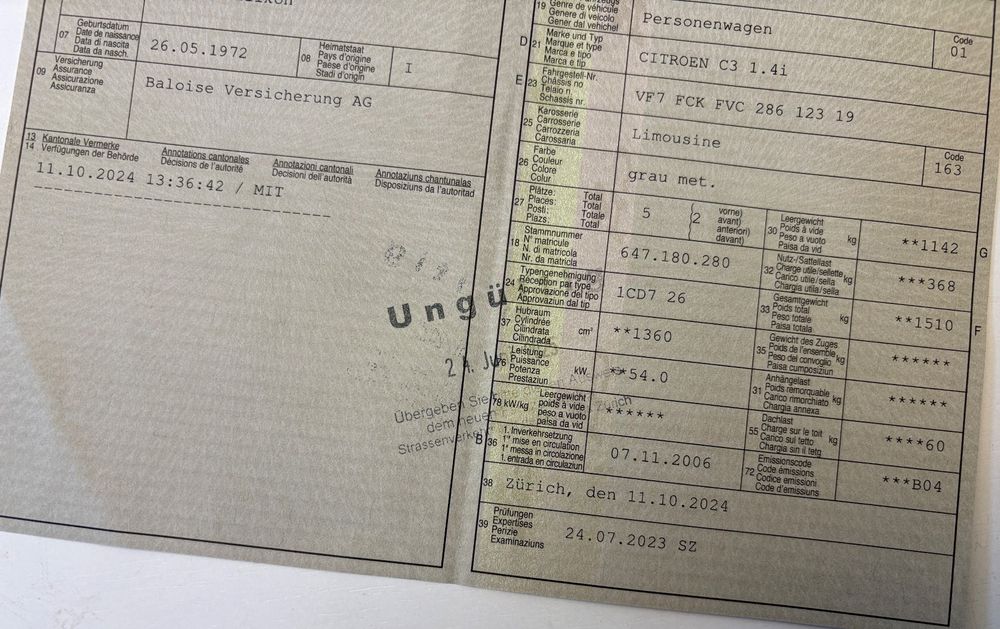 07
Geburtsdatum
Date de naissance
Data di nascita
Data da nasch.
26.05.1972
08
Heimatstaat
Pays d'origine
Paese d'origine
Stadi d'origin
I
09
Versicherung
Assurance
Assicurazione
Assicuranza
Baloise Versicherung AG
13 Kantonale Vermerke
14 Verfügungen der Behörde
Annotations cantonales
Décisions de l'autorité
Annotazioni cantonali
Decisioni dell'autorità
Annotaziuns chantunalas
Disposiziuns da l'autoritad
11.10.2024 13:36:42 / MIT
Ungü
Übergeben Sie
dem neuen
Strassenverkeh
Zürich
19
Genre de véhicule
Genere di veicolo
Gener dal vehichel
Personenwagen
Code
01
D 21
Marke und Typ
Marque et type
Marca e tipo
Marca e tip
CITROEN C3 1.4i
E 23
Fahrgestell-Nr.
Châssis no
Telaio n.
Schassis nr.
VF7 FCK FVC 286 123 19
25
Karosserie
Carrosserie
Carrozzeria
Carossaria
Limousine
26
Farbe
Couleur
Colore
Colur
grau met.
Code
163
27
Plätze: Total
Places: Total
Posti: Totale
Plazs: Total
5 (2
vorne)
avant)
anteriori)
davant)
30
Leergewicht
Poids à vide
Peso a vuoto
Paisa da vid
kg
**1142
G
18
Stammnummer
N° matricule
N. di matricola
Nr. da matricla
647.180.280
32
Nutz-/Sattellast
Charge utile/sellette
Carico utile/sella
Chargia utila/sella
kg
***368
24
Typengenehmigung
Réception par type
Approvazione del tipo
Approvaziun dal tip
1CD7 26
33
Gesamtgewicht
Poids total
Peso totale
Paisa totala
kg
**1510
F
37
Hubraum
Cylindrée
Cilindrata
Cilindrada
cm³
**1360
35
Gewicht des Zuges
Poids de l'ensemble
Peso del convoglio
Paisa cumposiziun
kg
******
76
Leistung
Puissance
Potenza
Prestaziun
kW
**54.0
31
Anhängelast
Poids remorquable
Carico rimorchiato
Chargia annexa
kg
******
78 kW/kg
Leergewicht
poids à vide
peso a vuoto
paisa da vid
******
55
Dachlast
Charge sur le toit
Carico sul tetto
Chargia sin il tetg
kg
****60
B 36
1. Inverkehrsetzung
1re mise en circulation
1a messa in circolazione
1. entrada en circulaziun
07.11.2006
72
Emissionscode
Code émissions
Codice emissioni
Code d'emissiuns
***B04
38 Zürich, den 11.10.2024
39
Prüfungen
Expertises
Perizie
Examinaziuns
24.07.2023 SZ